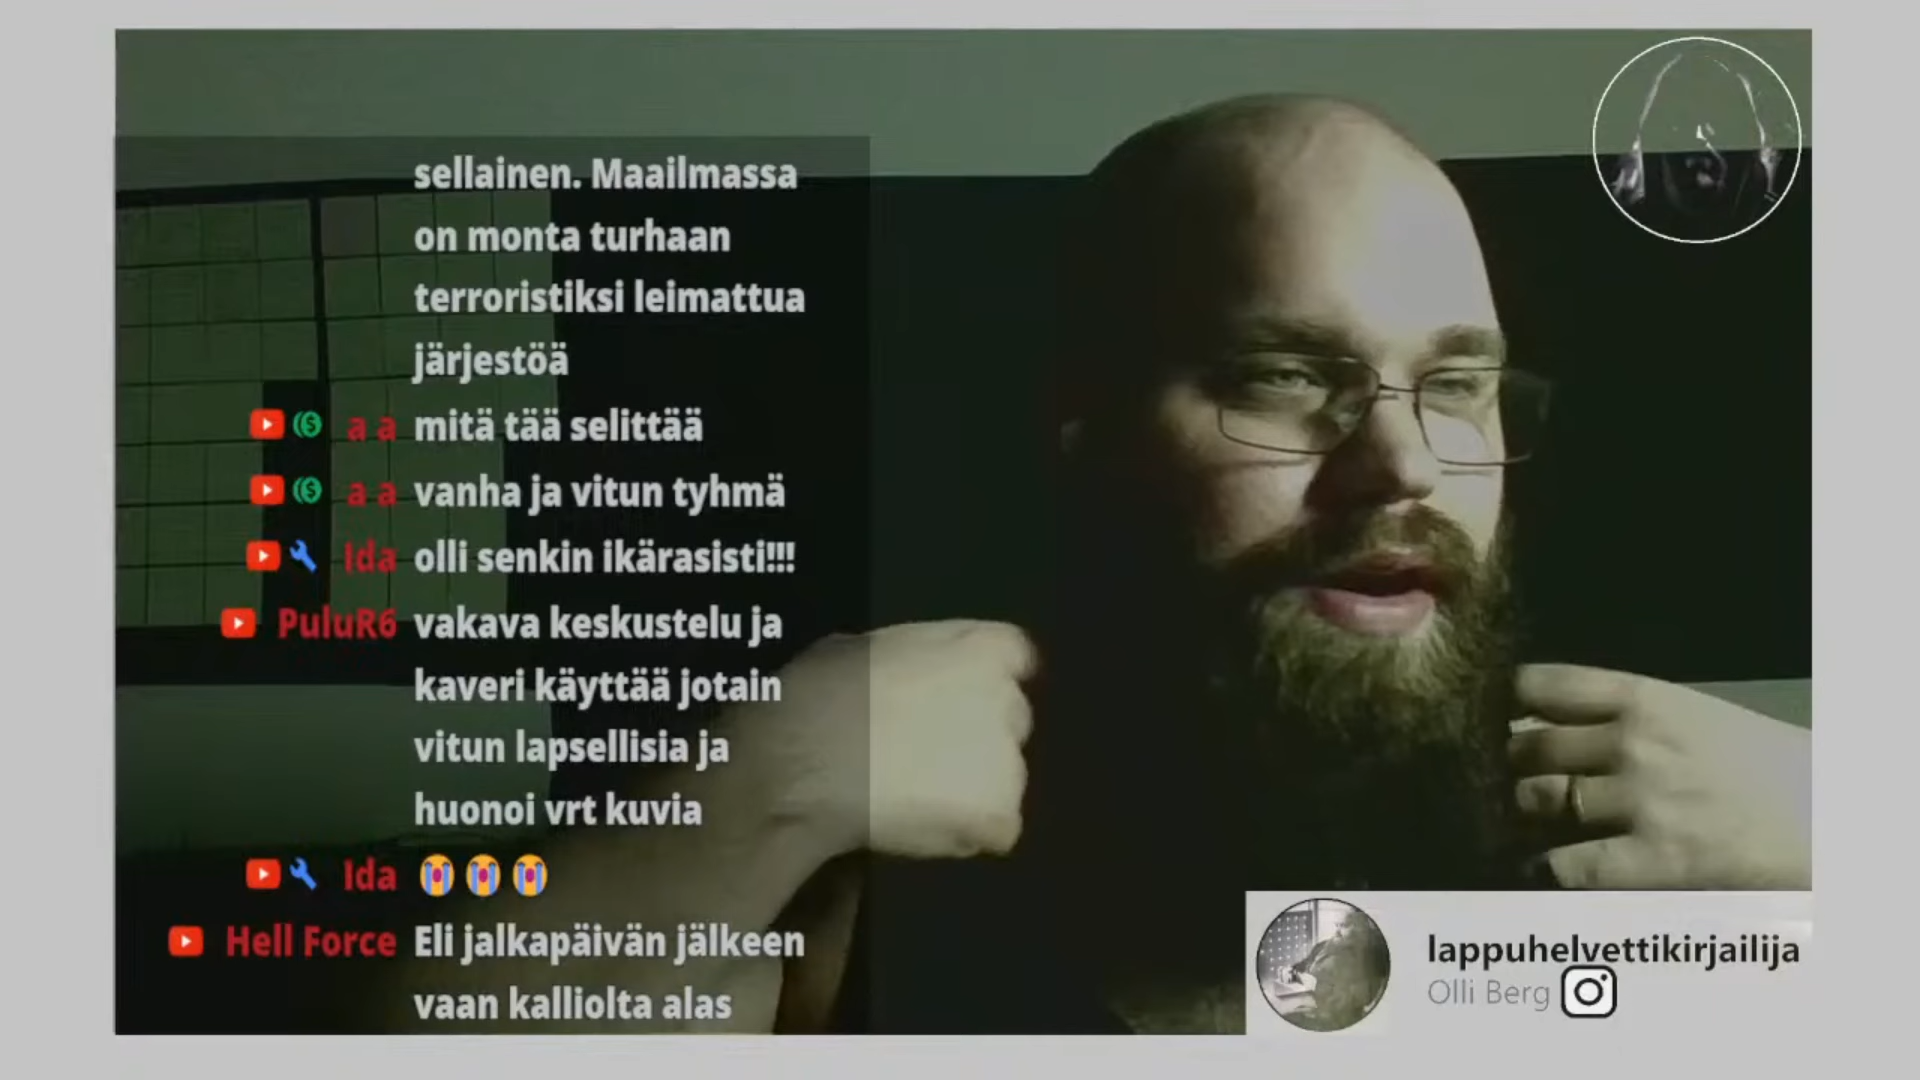 sellainen. Maailmassa
on monta turhaan
terroristiksi leimattua
järjestöä
a a mitä tää selittää
a a vanha ja vitun tyhmä
Ida olli senkin ikärasisti!!!
PuluR6 vakava keskustelu ja
kaveri käyttää jotain
vitun lapsellisia ja
huonoi vrt kuvia
Ida 😭😭😭
Hell Force Eli jalkapäivän jälkeen
vaan kalliolta alas
lappuhelvettikirjailija
Olli Berg